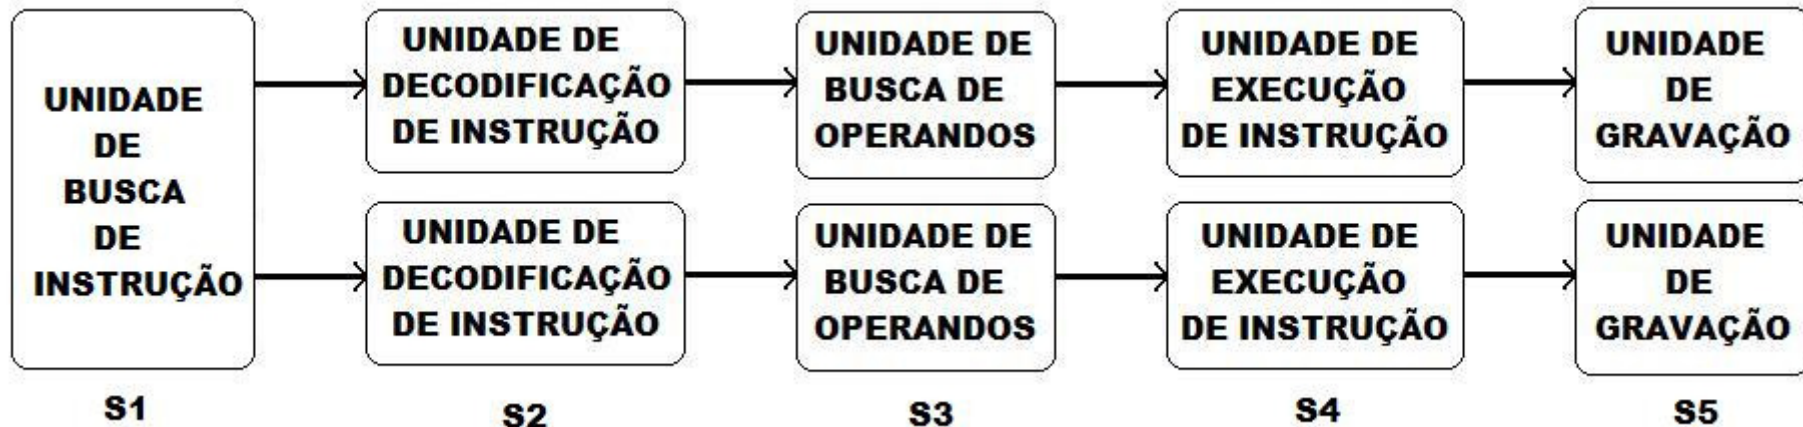 UNIDADE
DE
BUSCA
DE
INSTRUÇÃO
UNIDADE DE
DECODIFICAÇÃO
DE INSTRUÇÃO
UNIDADE DE
BUSCA DE
OPERANDOS
UNIDADE DE
EXECUÇÃO
DE INSTRUÇÃO
UNIDADE
DE
GRAVAÇÃO
UNIDADE DE
DECODIFICAÇÃO
DE INSTRUÇÃO
UNIDADE DE
BUSCA DE
OPERANDOS
UNIDADE DE
EXECUÇÃO
DE INSTRUÇÃO
UNIDADE
DE
GRAVAÇÃO
S1
S2
S3
S4
S5